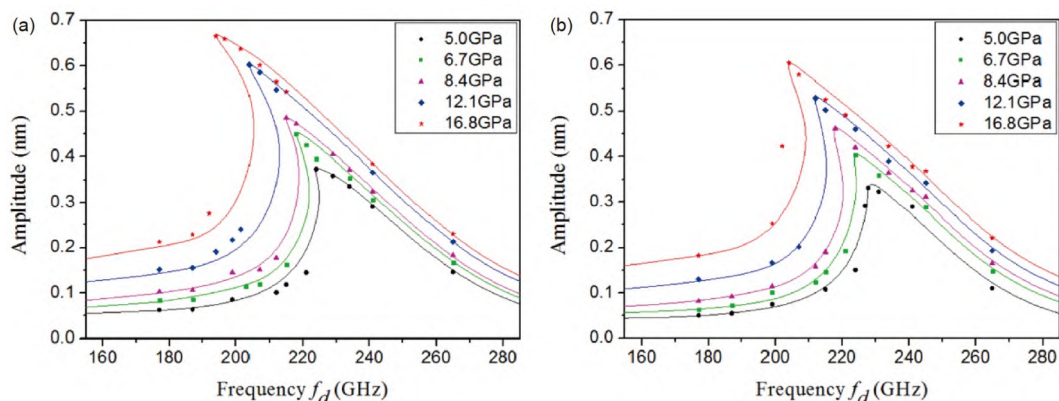 (a)
0.7
0.6
0.5
0.4
0.3
0.2
0.1
0.0
Amplitude (nm)
160 180 200 220 240 260 280
Frequency f_d (GHz)
5.0GPa
6.7GPa
8.4GPa
12.1GPa
16.8GPa
(b)
0.7
0.6
0.5
0.4
0.3
0.2
0.1
0.0
Amplitude (nm)
160 180 200 220 240 260 280
Frequency f_d (GHz)
5.0GPa
6.7GPa
8.4GPa
12.1GPa
16.8GPa